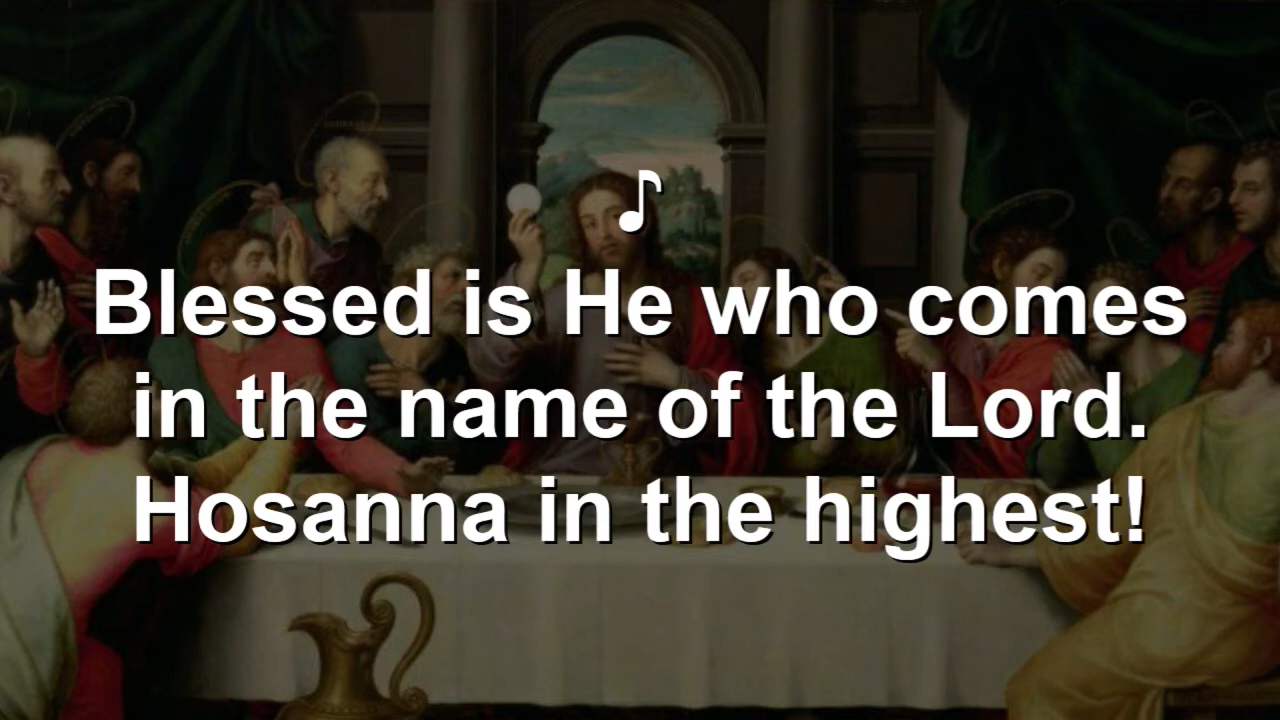 ♪
Blessed is He who comes
in the name of the Lord.
Hosanna in the highest!